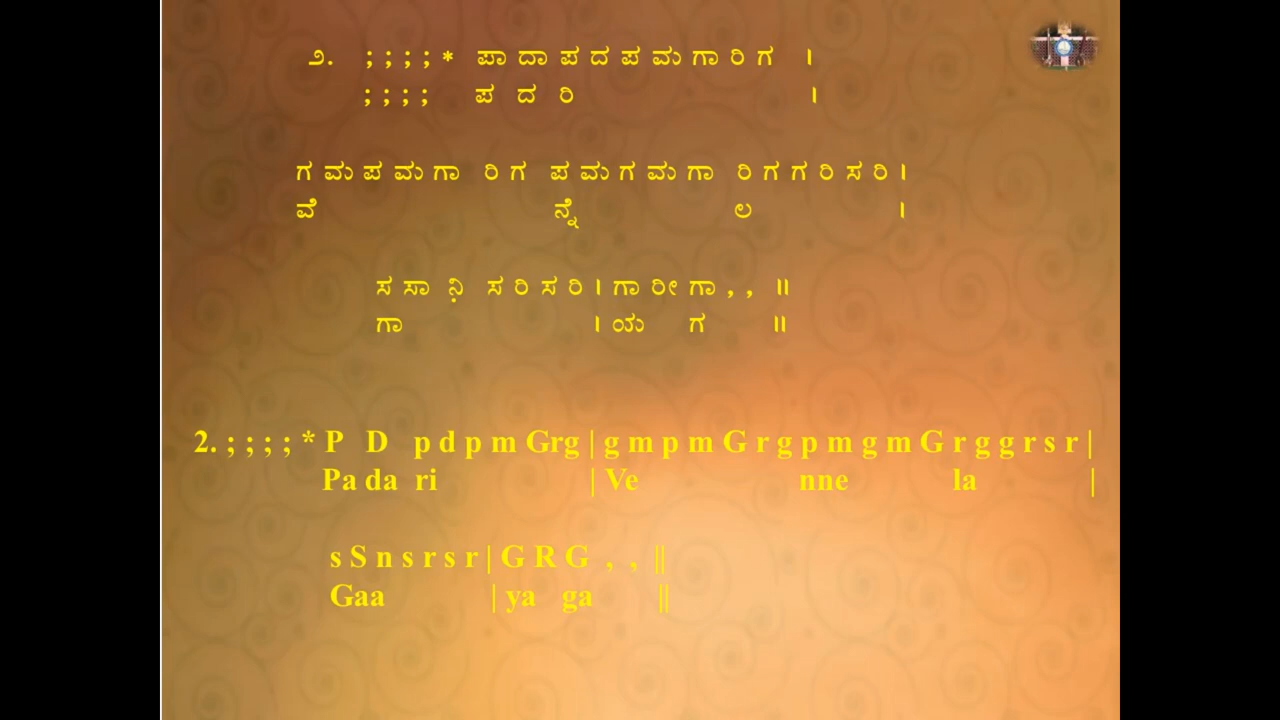 ೨. ; ; ; ; * ಪಾ ದಾ ಪ ದ ಪ ಮ ಗಾ ರಿ ಗ ।
; ; ; ; ಪ ದ ರಿ ।
ಗ ಮ ಪ ಮ ಗಾ ರಿ ಗ ಪ ಮ ಗ ಮ ಗಾ ರಿ ಗ ಗ ರಿ ಸ ರಿ ।
ವೆ ನ್ನೆ ಲ ।
ಸ ಸಾ ನಿ಼ ಸ ರಿ ಸ ರಿ । ಗಾ ರೀ ಗಾ , , ॥
ಗಾ । ಯ ಗ ॥
2. ; ; ; ; * P D p d p m Grg | g m p m G r g p m g m G r g g r s r |
Pa da ri | Ve nne la |
s S n s r s r | G R G , , ||
Gaa | ya ga ||